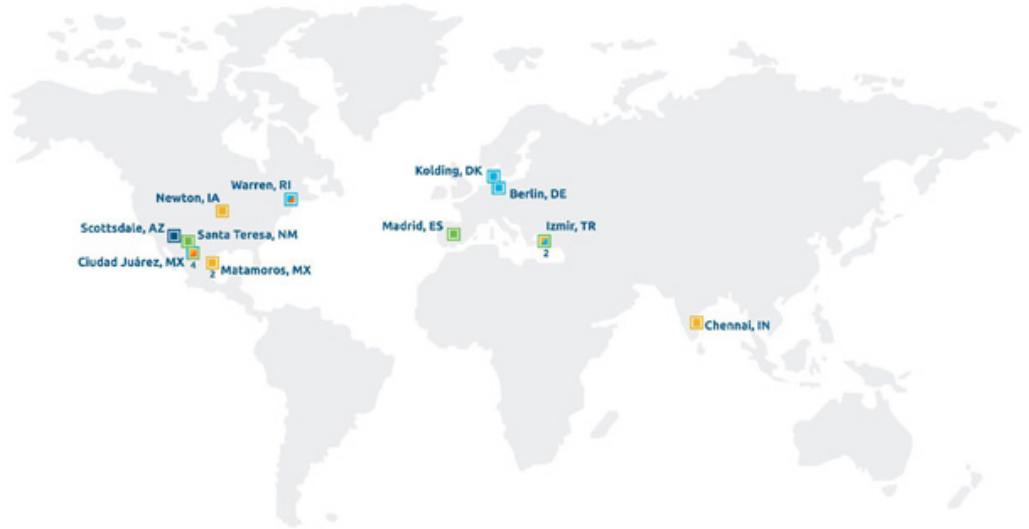 Kolding, DK
Warren, RI
Berlin, DE
Newton, IA
Scottsdale, AZ
Madrid, ES
Izmir, TR
Santa Teresa, NM
2
Ciudad Juárez, MX
4
Matamoros, MX
2
Chennai, IN